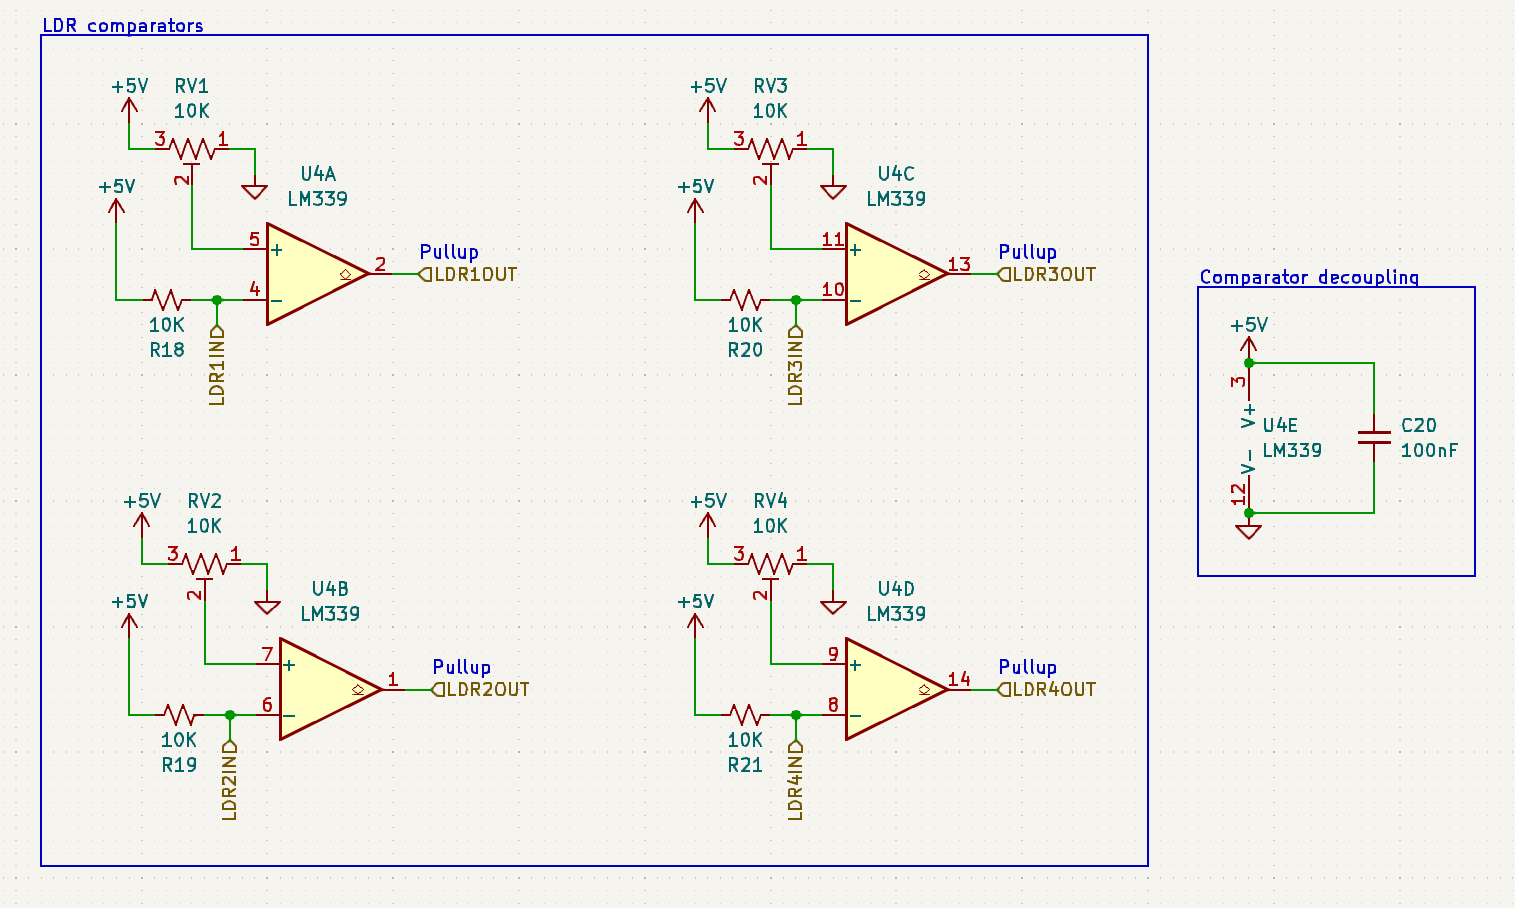 LDR comparators
+5V
RV1
10K
3
1
2
+5V
U4A
LM339
5
+
4
−
2
Pullup
LDR1OUT
10K
R18
LDR1IN
+5V
RV3
10K
3
1
2
+5V
U4C
LM339
11
+
10
−
13
Pullup
LDR3OUT
10K
R20
LDR3IN
+5V
RV2
10K
3
1
2
+5V
U4B
LM339
7
+
6
−
1
Pullup
LDR2OUT
10K
R19
LDR2IN
+5V
RV4
10K
3
1
2
+5V
U4D
LM339
9
+
8
−
14
Pullup
LDR4OUT
10K
R21
LDR4IN
Comparator decoupling
+5V
3
V+
U4E
LM339
V−
12
C20
100nF